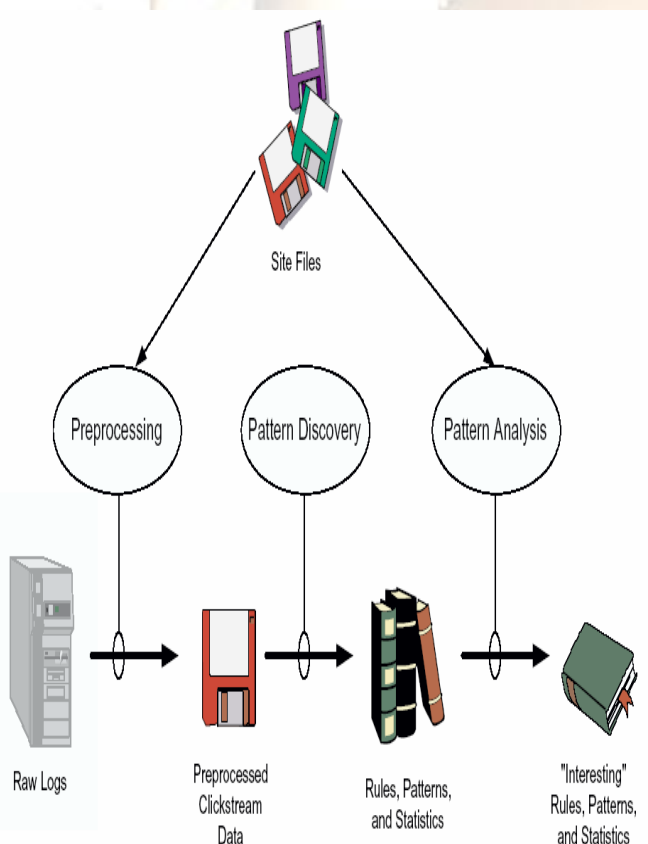 Site Files
Preprocessing
Pattern Discovery
Pattern Analysis
Raw Logs
Preprocessed
Clickstream
Data
Rules, Patterns,
and Statistics
"Interesting"
Rules, Patterns,
and Statistics